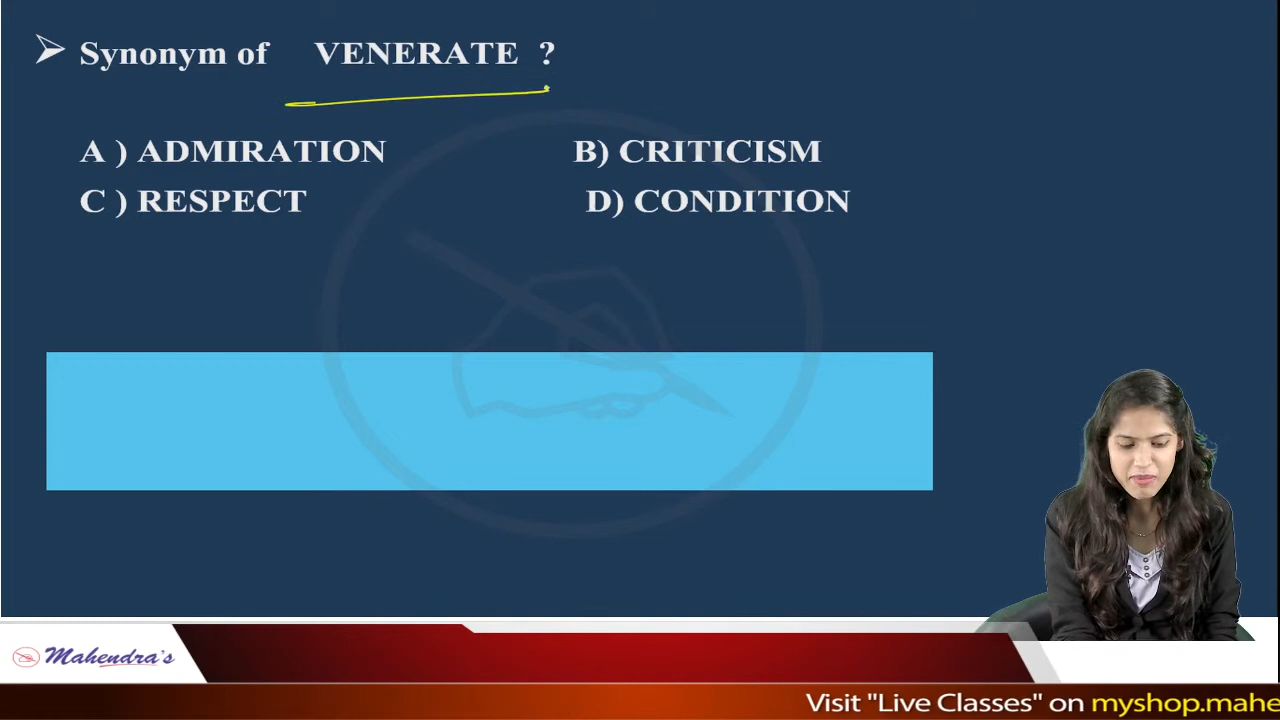 Synonym of VENERATE ?
A ) ADMIRATION B) CRITICISM
C ) RESPECT D) CONDITION
Mahendra's
Visit "Live Classes" on myshop.mahe